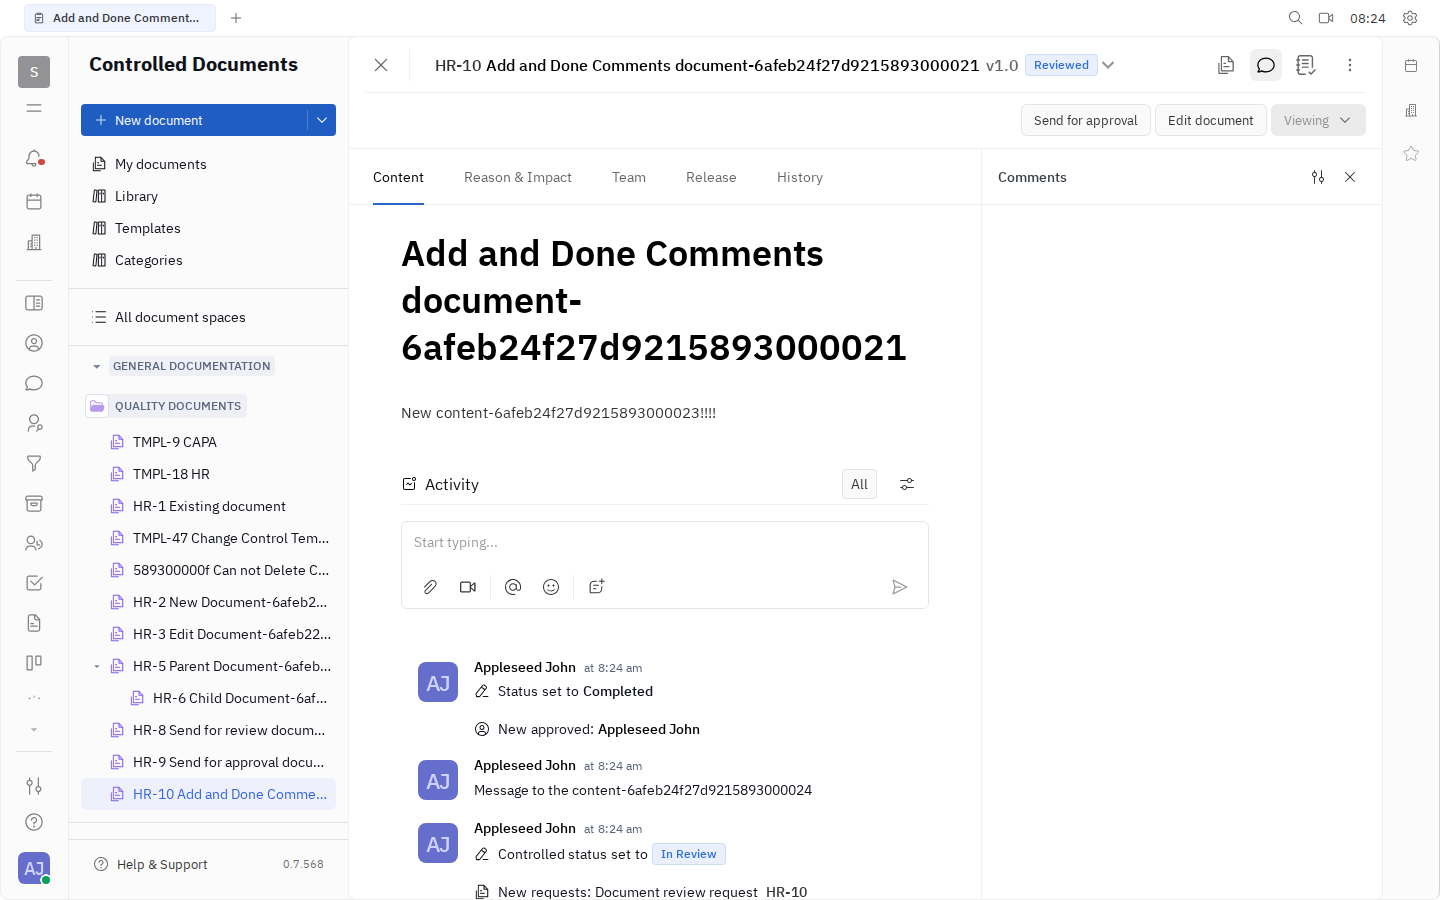 Add and Done Comment...
08:24
S
Controlled Documents
New document
My documents
Library
Templates
Categories
All document spaces
GENERAL DOCUMENTATION
QUALITY DOCUMENTS
TMPL-9 CAPA
TMPL-18 HR
HR-1 Existing document
TMPL-47 Change Control Tem...
589300000f Can not Delete C...
HR-2 New Document-6afeb2...
HR-3 Edit Document-6afeb22...
HR-5 Parent Document-6afeb...
HR-6 Child Document-6af...
HR-8 Send for review docum...
HR-9 Send for approval docu...
HR-10 Add and Done Comme...
Help & Support
0.7.568
AJ
HR-10 Add and Done Comments document-6afeb24f27d9215893000021 v1.0 Reviewed
Send for approval
Edit document
Viewing
Content
Reason & Impact
Team
Release
History
Comments
Add and Done Comments
document-
6afeb24f27d9215893000021
New content-6afeb24f27d9215893000023!!!!
Activity
All
Start typing...
AJ
Appleseed John at 8:24 am
Status set to Completed
New approved: Appleseed John
AJ
Appleseed John at 8:24 am
Message to the content-6afeb24f27d9215893000024
AJ
Appleseed John at 8:24 am
Controlled status set to In Review
New requests: Document review request HR-10